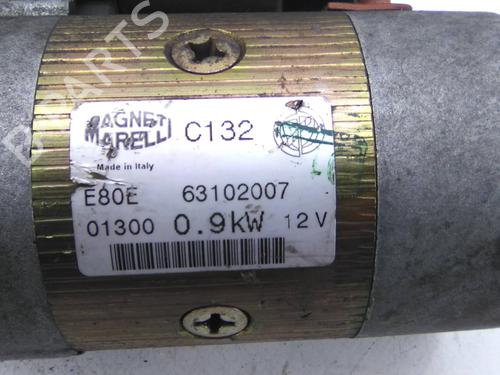 MAGNETI
MARELLI C132
Made in Italy
E80E 63102007
01300 0.9kW 12V